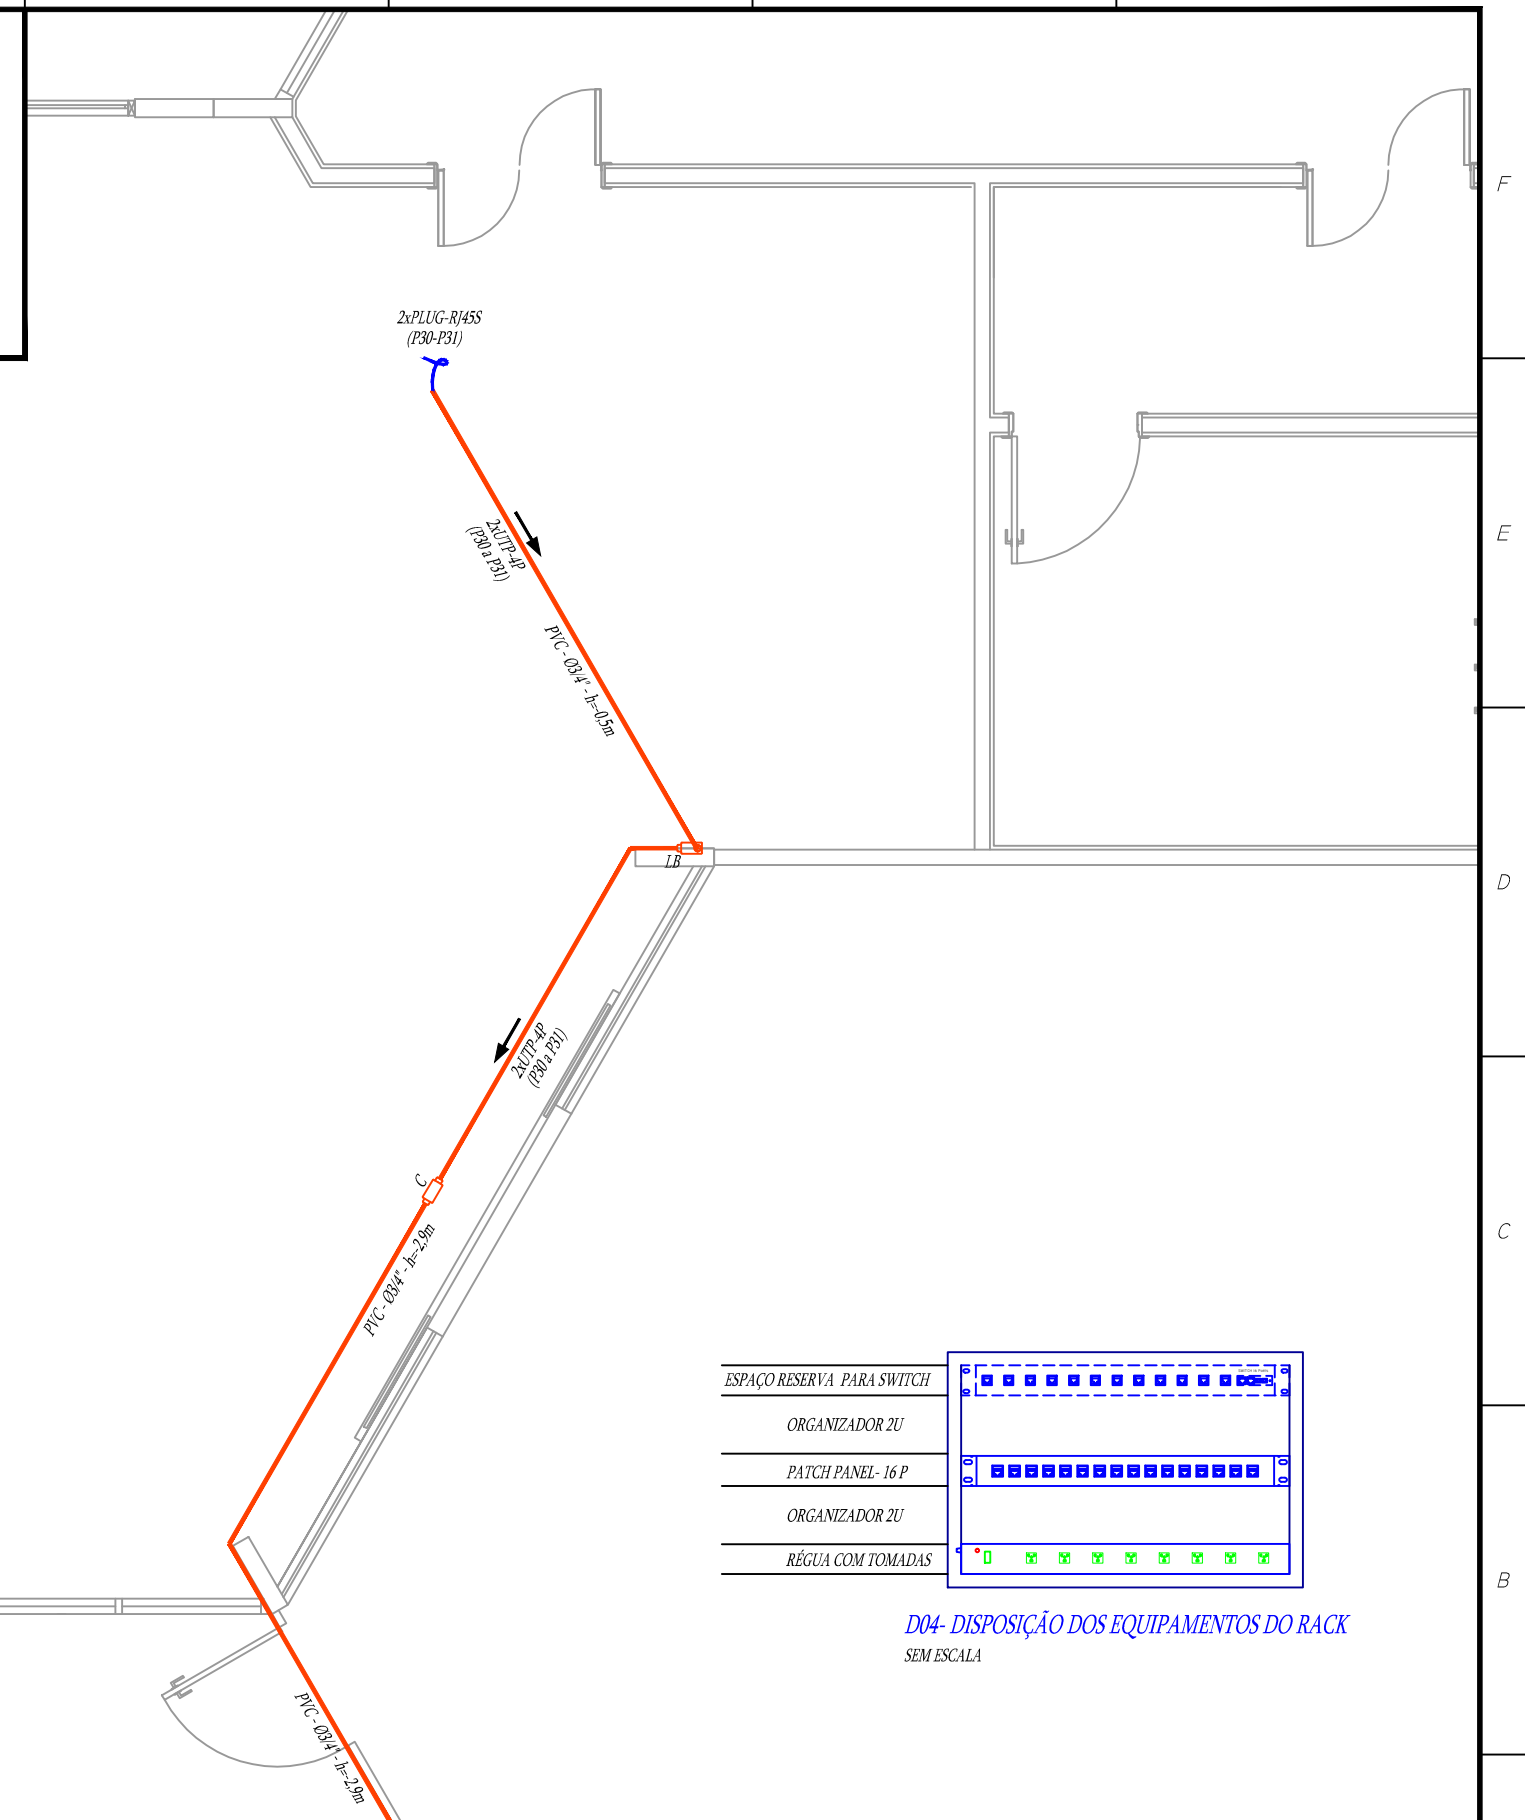 F
2xPLUG-RJ45S
(P30-P31)
E
2xUTP-4P
(P30 a P31)
PVC - Ø3/4" - h=-0,5m
LB
D
2xUTP-4P
(P30 a P31)
C
PVC - Ø3/4" - h=-2,9m
C
ESPAÇO RESERVA PARA SWITCH
ORGANIZADOR 2U
PATCH PANEL- 16 P
ORGANIZADOR 2U
RÉGUA COM TOMADAS
B
D04- DISPOSIÇÃO DOS EQUIPAMENTOS DO RACK
SEM ESCALA
PVC - Ø3/4" - h=-2,9m